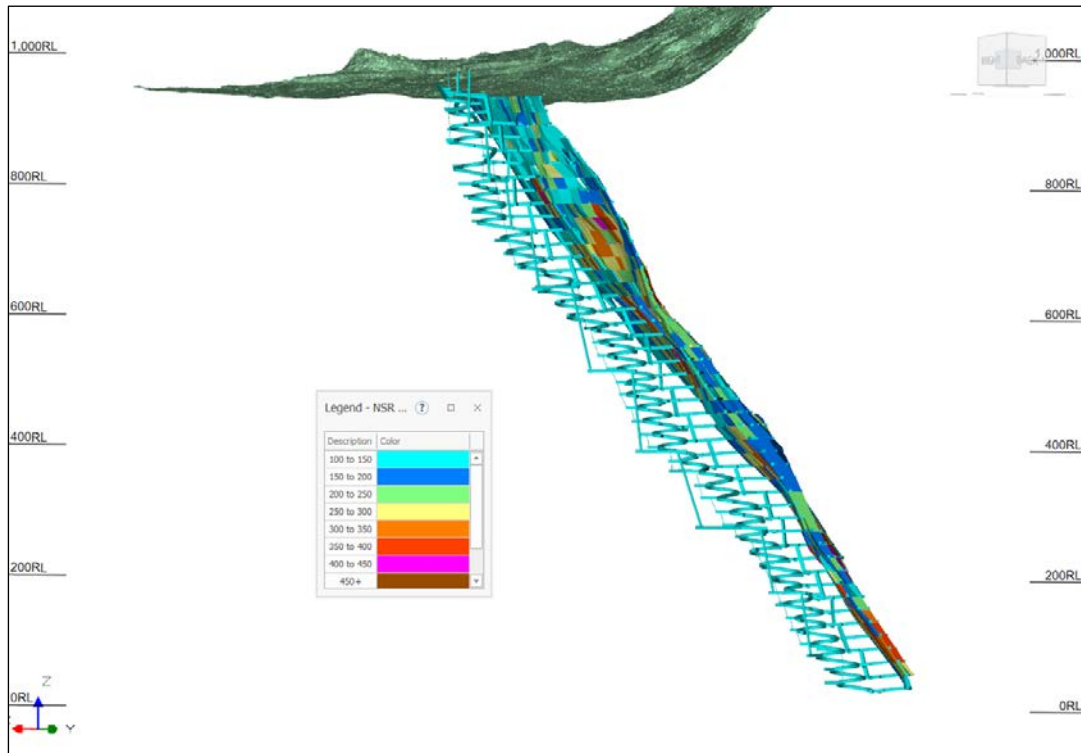 1,000RL
1,000RL
800RL
800RL
600RL
600RL
Legend - NSR ... ?
Description Color
100 to 150
150 to 200
200 to 250
250 to 300
300 to 350
350 to 400
400 to 450
450+
400RL
400RL
200RL
200RL
0RL
0RL
Z
Y